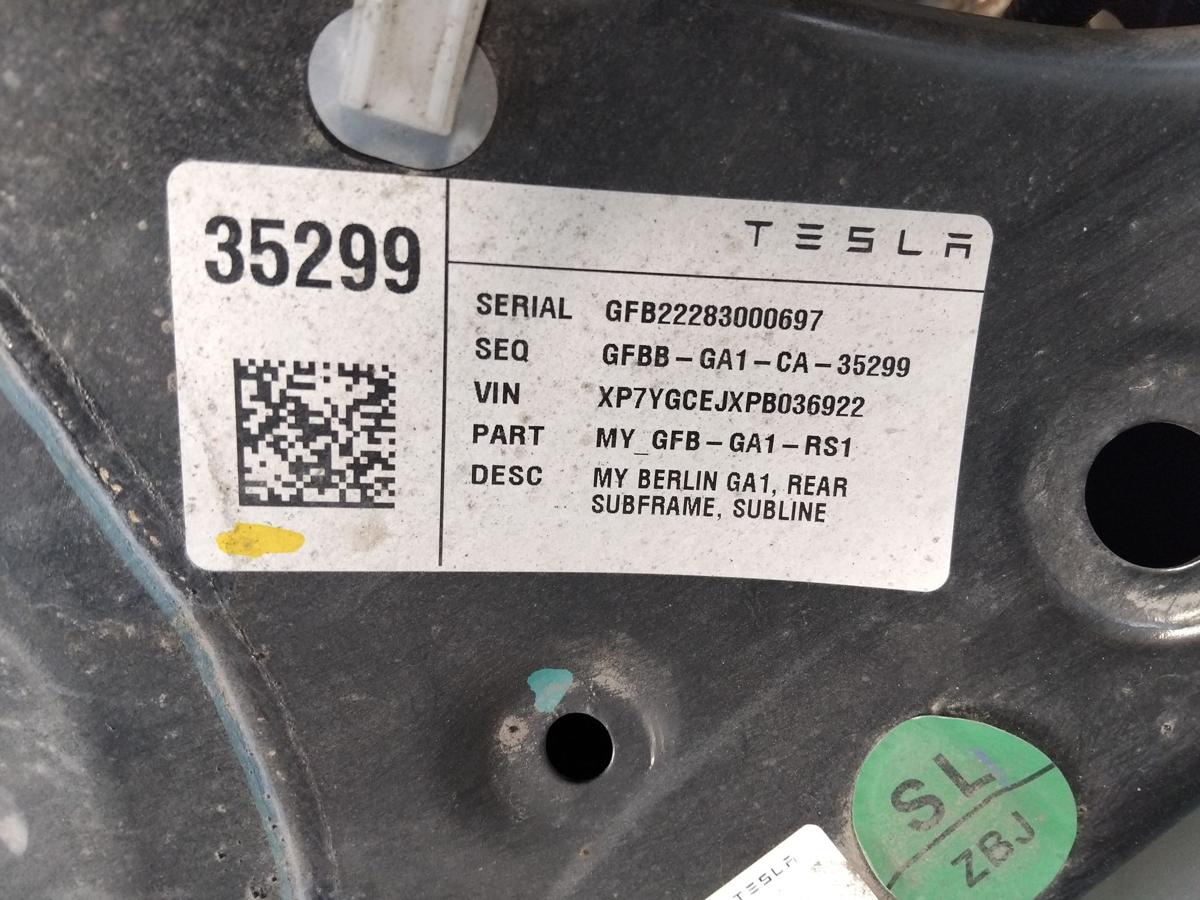 35299
TESLA
SERIAL GFB22283000697
SEQ GFBB-GA1-CA-35299
VIN XP7YGCEJXPB036922
PART MY_GFB-GA1-RS1
DESC MY BERLIN GA1, REAR
SUBFRAME, SUBLINE
SL
ZBJ
TESLA